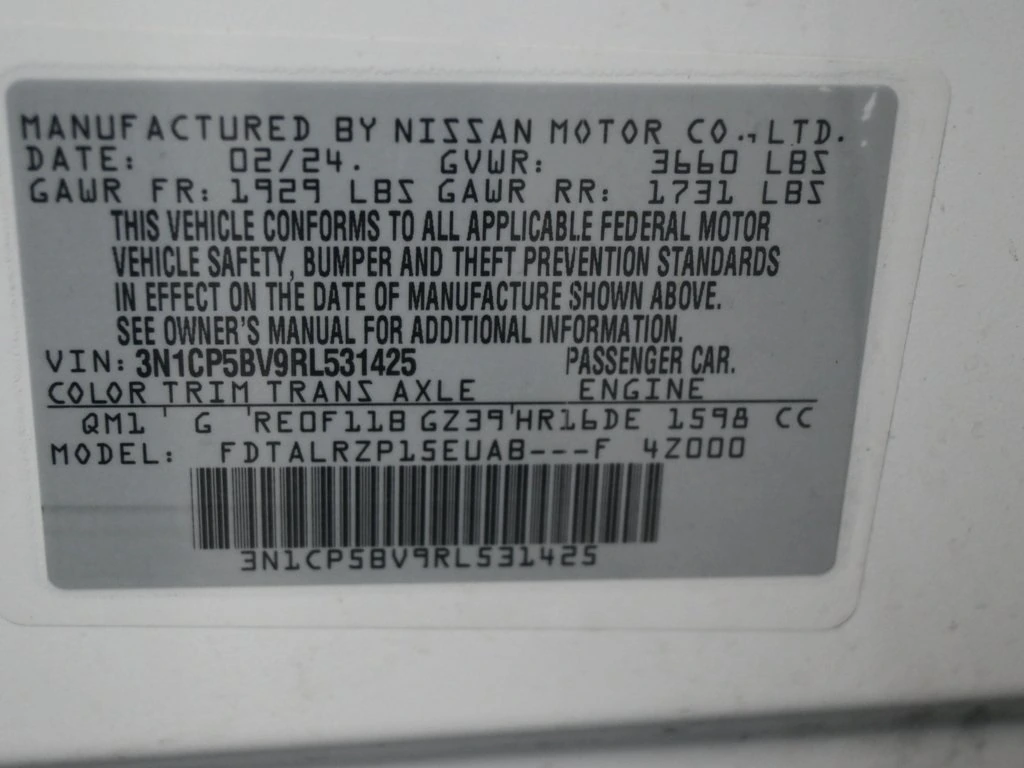 MANUFACTURED BY NISSAN MOTOR CO., LTD.
DATE: 02/24. GVWR: 3660 LBS
GAWR FR: 1929 LBS GAWR RR: 1731 LBS
THIS VEHICLE CONFORMS TO ALL APPLICABLE FEDERAL MOTOR
VEHICLE SAFETY, BUMPER AND THEFT PREVENTION STANDARDS
IN EFFECT ON THE DATE OF MANUFACTURE SHOWN ABOVE.
SEE OWNER'S MANUAL FOR ADDITIONAL INFORMATION.
VIN: 3N1CP5BV9RL531425 PASSENGER CAR.
COLOR TRIM TRANS AXLE ENGINE
QM1 ' G ' RE0F11B GZ39 ' HR16DE 1598 CC
MODEL: FDTALRZP15EUAB---F 4Z000
3N1CP5BV9RL531425